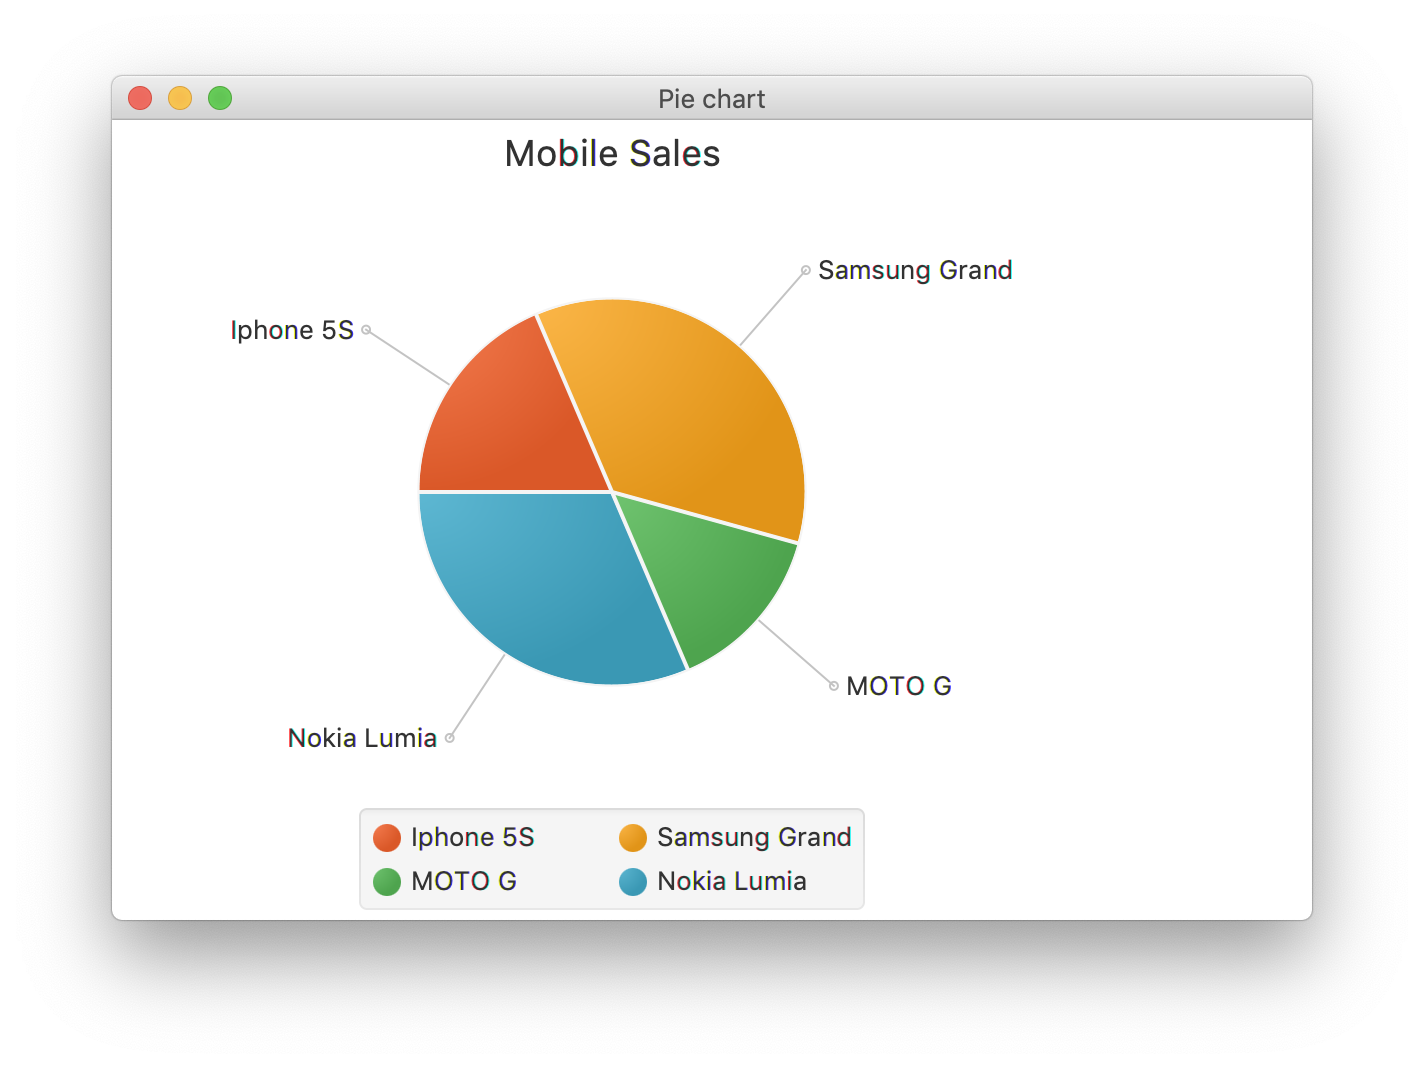 Pie chart
Mobile Sales
Samsung Grand
Iphone 5S
MOTO G
Nokia Lumia
Iphone 5S
Samsung Grand
MOTO G
Nokia Lumia